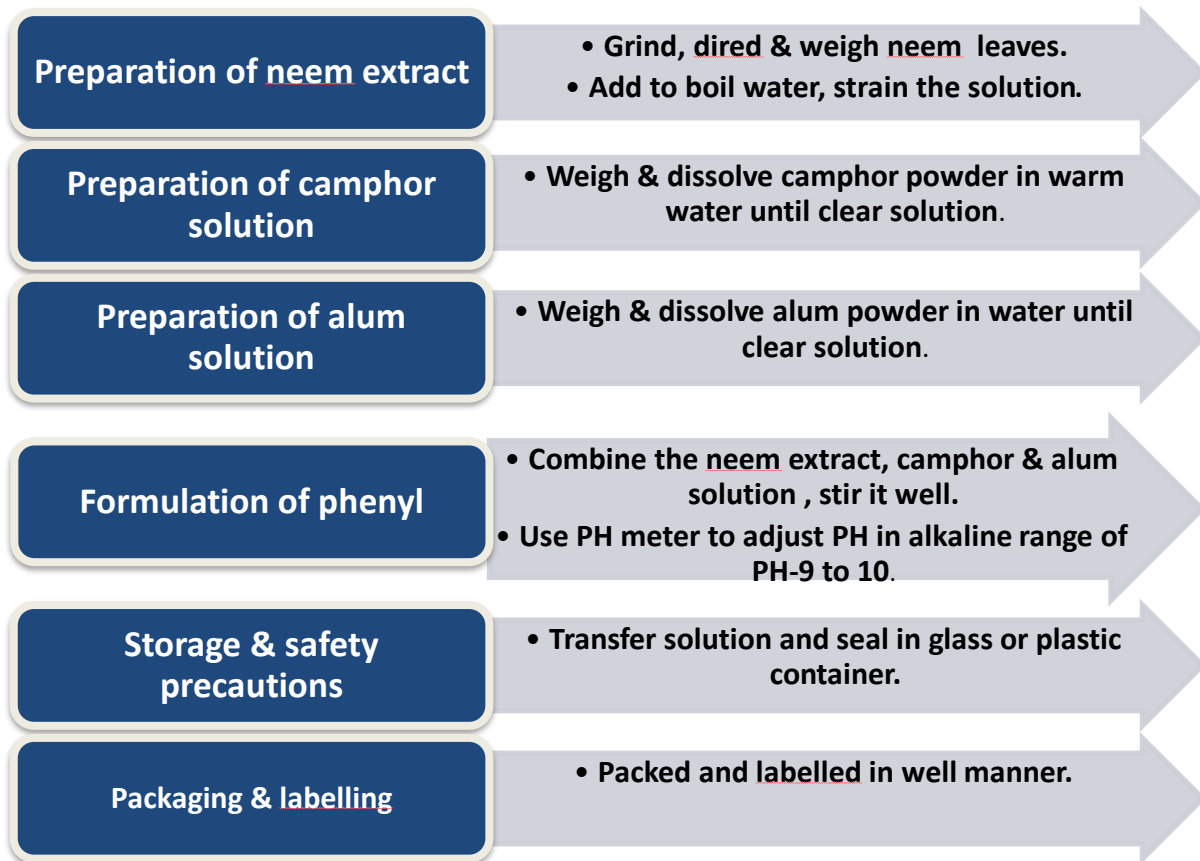 Preparation of neem extract
• Grind, dired & weigh neem leaves.
• Add to boil water, strain the solution.
Preparation of camphor
solution
• Weigh & dissolve camphor powder in warm
water until clear solution.
Preparation of alum
solution
• Weigh & dissolve alum powder in water until
clear solution.
Formulation of phenyl
• Combine the neem extract, camphor & alum
solution , stir it well.
• Use PH meter to adjust PH in alkaline range of
PH-9 to 10.
Storage & safety
precautions
• Transfer solution and seal in glass or plastic
container.
Packaging & labelling
• Packed and labelled in well manner.